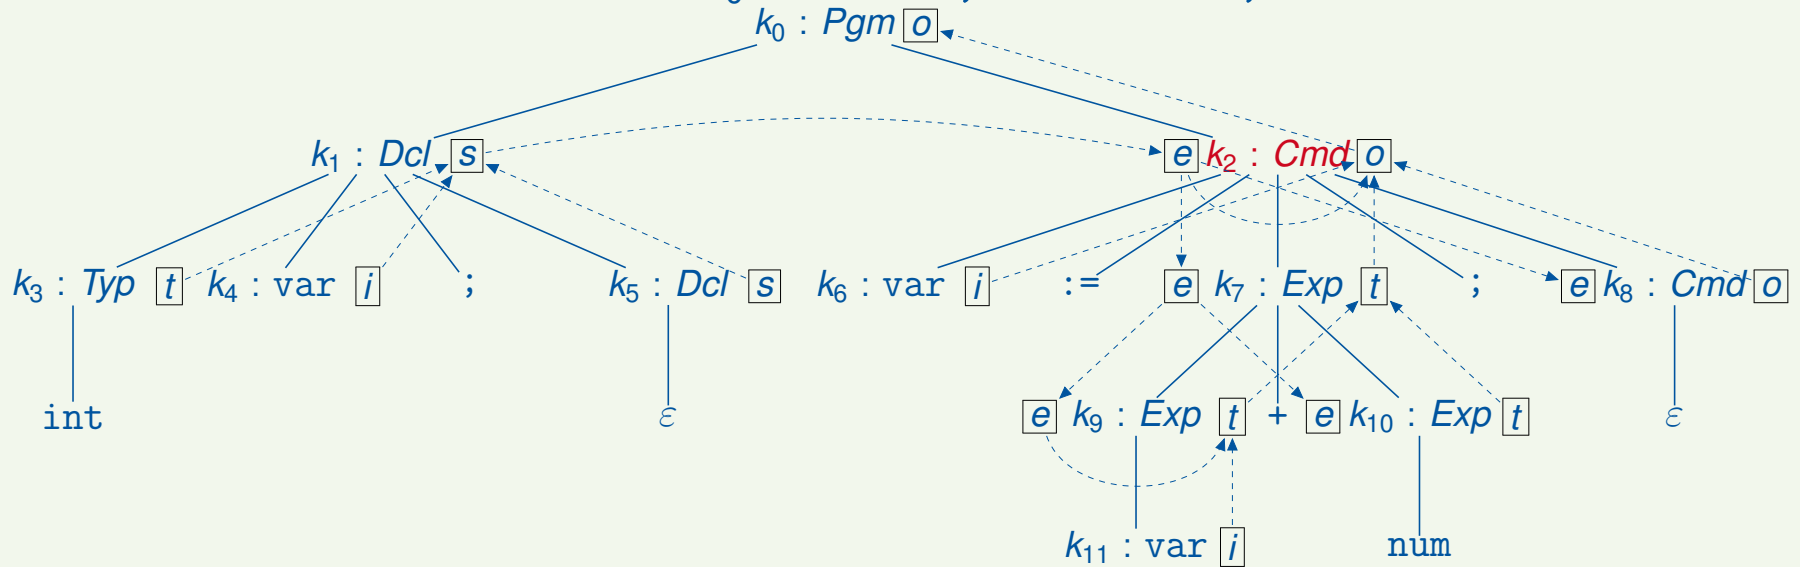 k0 : Pgm o
k1 : Dcl s e k2 : Cmd o
k3 : Typ t k4 : var i ; k5 : Dcl s k6 : var i := e k7 : Exp t ; e k8 : Cmd o
int ε e k9 : Exp t + e k10 : Exp t ε
k11 : var i num